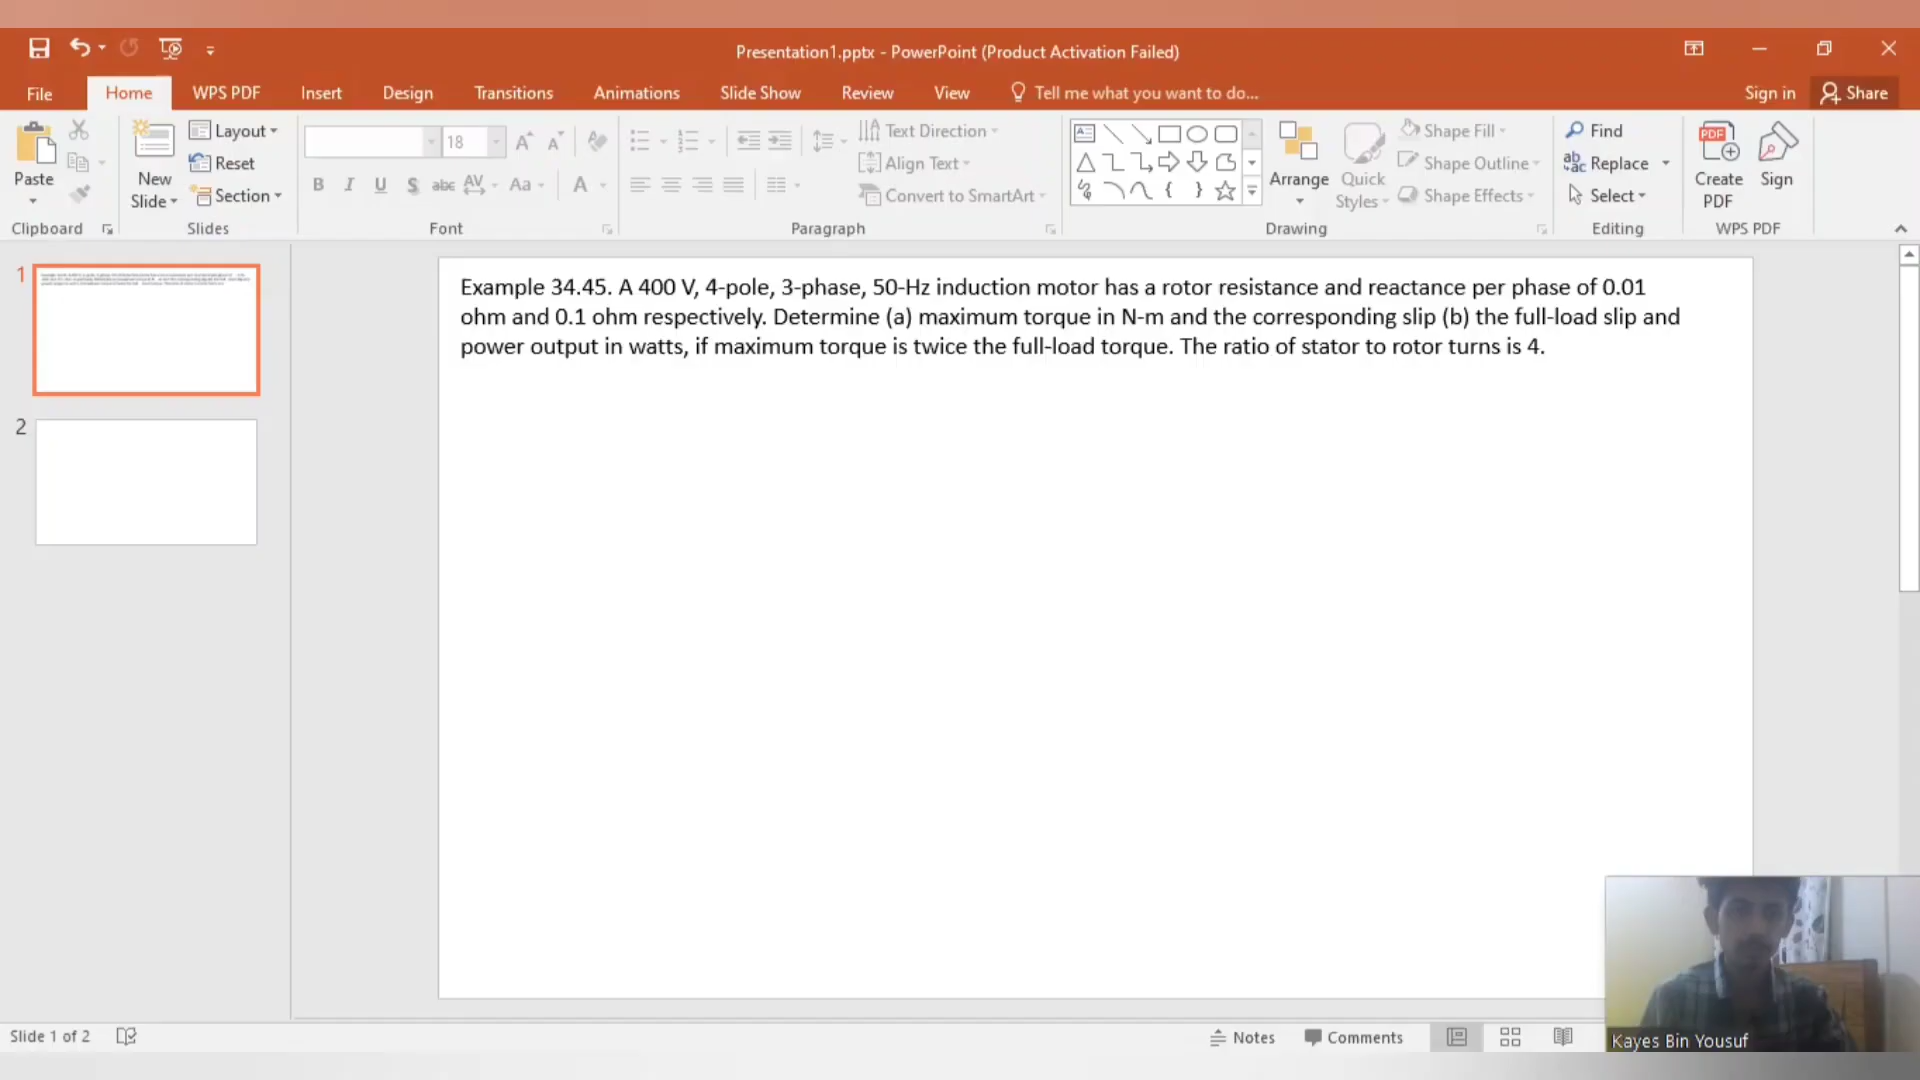 Presentation1.pptx - PowerPoint (Product Activation Failed)
File Home WPS PDF Insert Design Transitions Animations Slide Show Review View Tell me what you want to do... Sign in Share
Paste
Clipboard
New
Slide
Layout
Reset
Section
Slides
18
B I U S abc AV Aa A
Font
Text Direction
Align Text
Convert to SmartArt
Paragraph
Arrange
Quick
Styles
Shape Fill
Shape Outline
Shape Effects
Drawing
Find
Replace
Select
Editing
Create
PDF
Sign
WPS PDF
1
2
Example 34.45. A 400 V, 4-pole, 3-phase, 50-Hz induction motor has a rotor resistance and reactance per phase of 0.01
ohm and 0.1 ohm respectively. Determine (a) maximum torque in N-m and the corresponding slip (b) the full-load slip and
power output in watts, if maximum torque is twice the full-load torque. The ratio of stator to rotor turns is 4.
Kayes Bin Yousuf
Slide 1 of 2
Notes
Comments